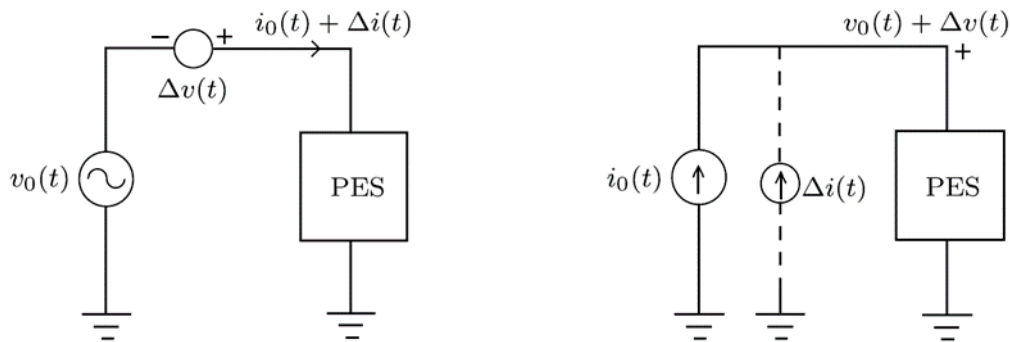 − +
i₀(t) + Δi(t)
Δv(t)
v₀(t)
PES
v₀(t) + Δv(t)
+
i₀(t)
Δi(t)
PES